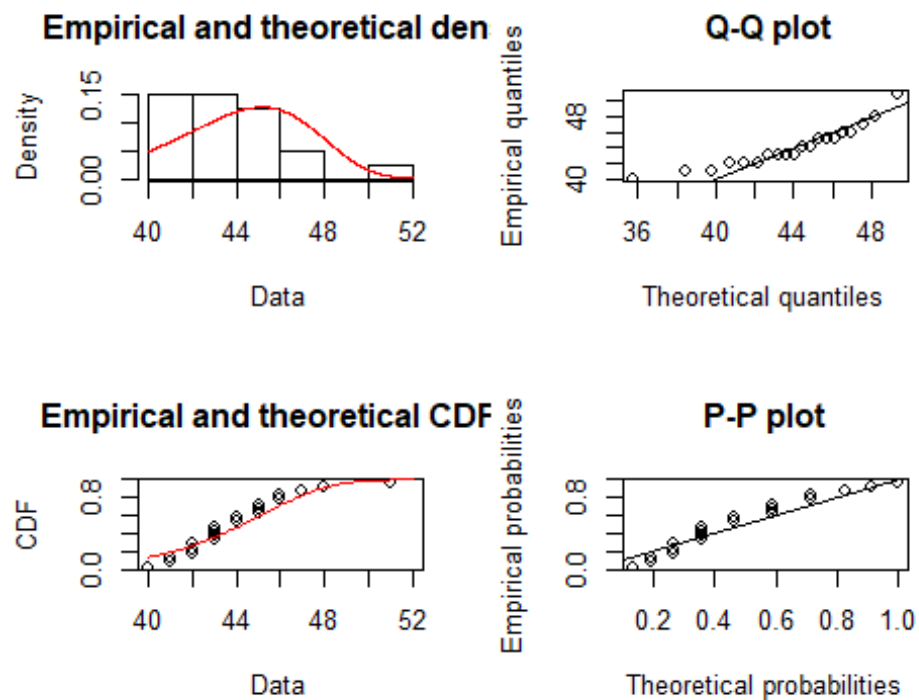 Empirical and theoretical den
Density
0.00
0.15
40 44 48 52
Data
Q-Q plot
Empirical quantiles
40
48
36 40 44 48
Theoretical quantiles
Empirical and theoretical CDF
CDF
0.0
0.8
40 44 48 52
Data
P-P plot
Empirical probabilities
0.0
0.8
0.2 0.4 0.6 0.8 1.0
Theoretical probabilities